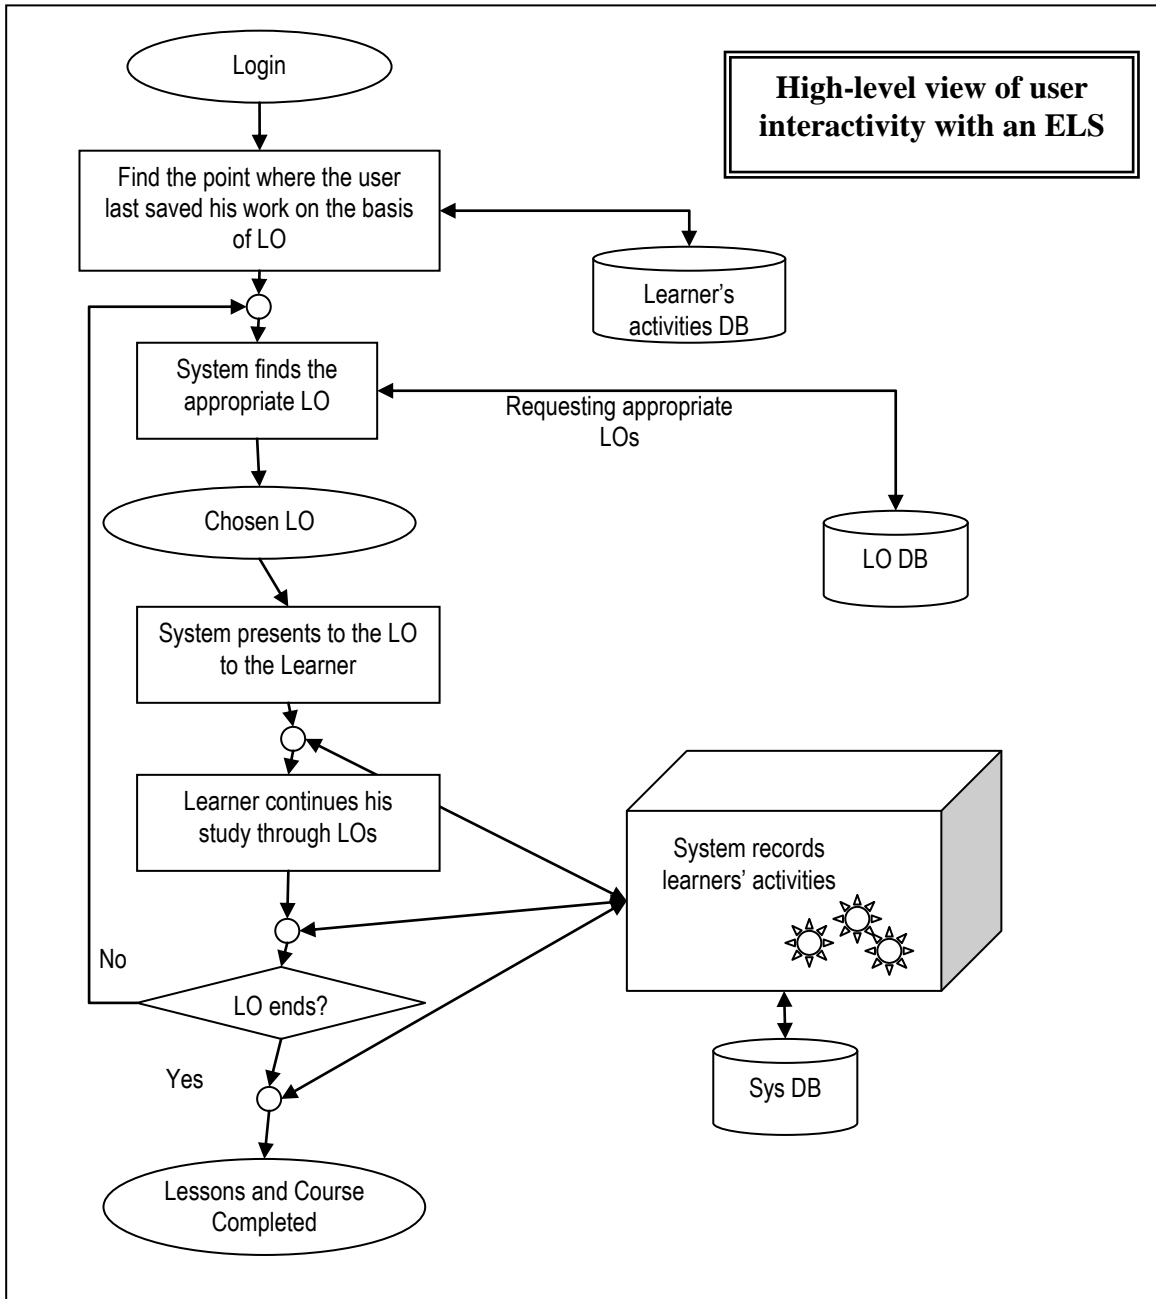 Login
High-level view of user
interactivity with an ELS
Find the point where the user
last saved his work on the basis
of LO
Learner’s
activities DB
System finds the
appropriate LO
Requesting appropriate
LOs
Chosen LO
LO DB
System presents to the LO
to the Learner
Learner continues his
study through LOs
System records
learners’ activities
No
LO ends?
Yes
Sys DB
Lessons and Course
Completed